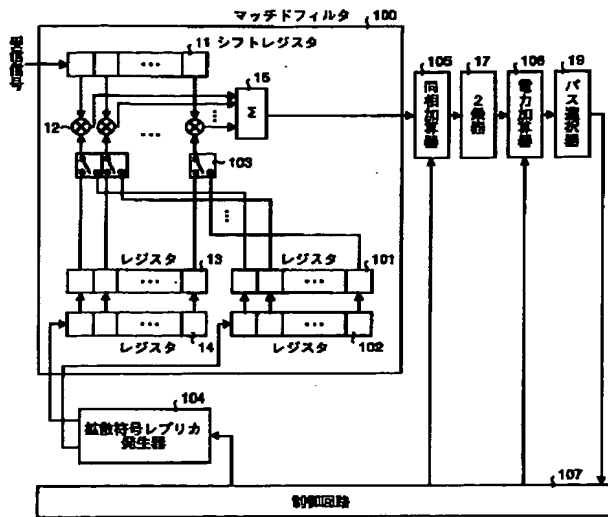 マッチドフィルタ 100
受信信号
11 シフトレジスタ
...
15
Σ
12
...
103
105
同相加算器
17
2乗器
106
電力加算器
19
パス選択器
レジスタ 13
...
レジスタ 101
...
...
レジスタ 14
...
レジスタ 102
104
拡散符号レプリカ
発生器
107
制御回路